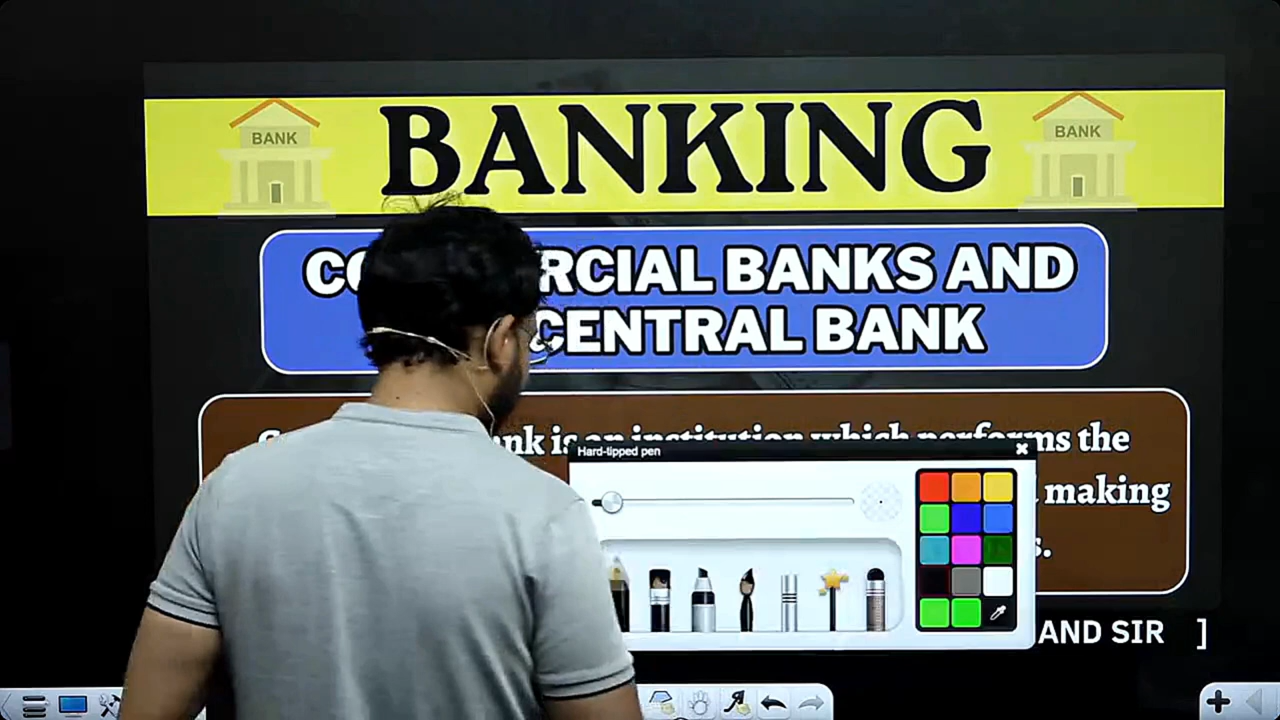 BANKING
BANK
BANK
RCIAL BANKS AND
CENTRAL BANK
is an institution which performs the
making
Hard-tipped pen
AND SIR ]